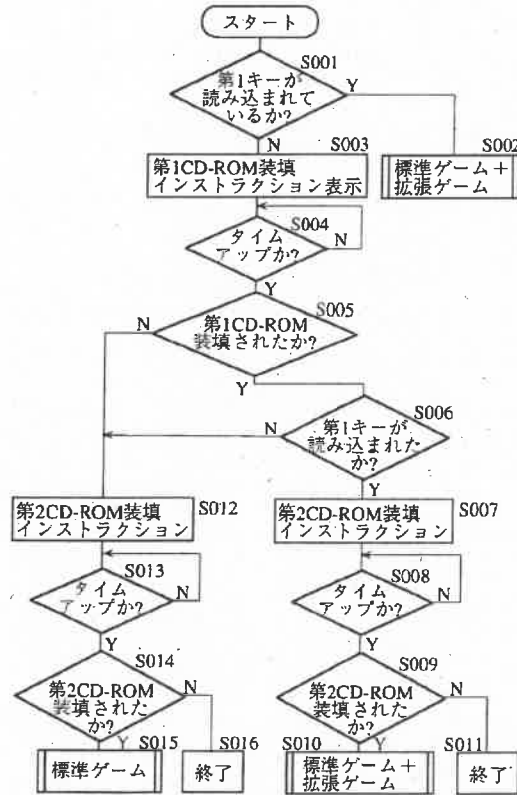 スタート
S001
第1キーが
読み込まれて
いるか?
Y
N
S002
標準ゲーム＋
拡張ゲーム
S003
第1CD-ROM装填
インストラクション表示
S004
タイム
アップか?
N
Y
S005
第1CD-ROM
装填されたか?
N
Y
S006
第1キーが
読み込まれた
か?
N
Y
第2CD-ROM装填
インストラクション
S012
第2CD-ROM装填
インストラクション
S007
S013
タイム
アップか?
N
Y
S008
タイム
アップか?
N
Y
S014
第2CD-ROM
装填された
か?
N
Y
S009
第2CD-ROM
装填された
か?
N
Y
S015
標準ゲーム
S016
終了
S010
標準ゲーム＋
拡張ゲーム
S011
終了